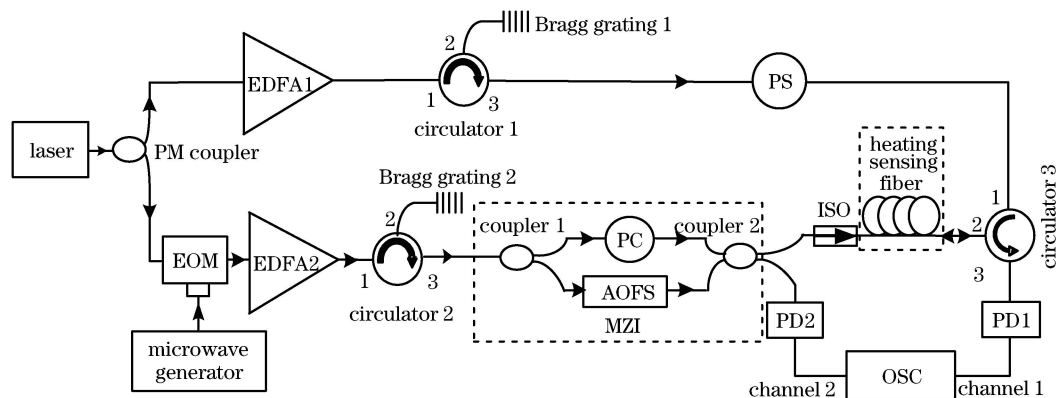 Bragg grating 1
2
EDFA1
1
3
circulator 1
PS
laser
PM coupler
heating
sensing
fiber
Bragg grating 2
2
EOM
EDFA2
1
3
circulator 2
coupler 1
PC
coupler 2
AOFS
MZI
ISO
1
2
3
circulator 3
microwave
generator
PD2
PD1
OSC
channel 2
channel 1